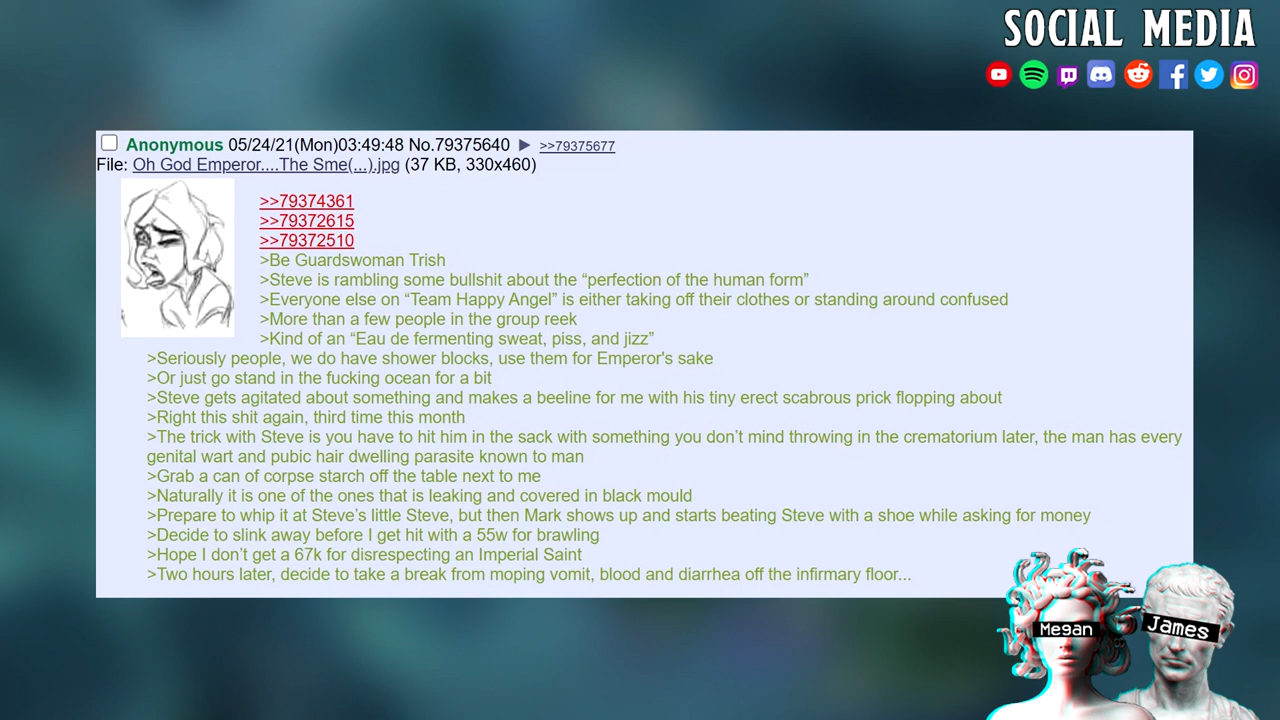 SOCIAL MEDIA
Anonymous 05/24/21(Mon)03:49:48 No.79375640 ▶ >>79375677
File: Oh God Emperor....The Sme(...).jpg (37 KB, 330x460)
>>79374361
>>79372615
>>79372510
>Be Guardswoman Trish
>Steve is rambling some bullshit about the “perfection of the human form”
>Everyone else on “Team Happy Angel” is either taking off their clothes or standing around confused
>More than a few people in the group reek
>Kind of an “Eau de fermenting sweat, piss, and jizz”
>Seriously people, we do have shower blocks, use them for Emperor's sake
>Or just go stand in the fucking ocean for a bit
>Steve gets agitated about something and makes a beeline for me with his tiny erect scabrous prick flopping about
>Right this shit again, third time this month
>The trick with Steve is you have to hit him in the sack with something you don’t mind throwing in the crematorium later, the man has every
genital wart and pubic hair dwelling parasite known to man
>Grab a can of corpse starch off the table next to me
>Naturally it is one of the ones that is leaking and covered in black mould
>Prepare to whip it at Steve’s little Steve, but then Mark shows up and starts beating Steve with a shoe while asking for money
>Decide to slink away before I get hit with a 55w for brawling
>Hope I don’t get a 67k for disrespecting an Imperial Saint
>Two hours later, decide to take a break from moping vomit, blood and diarrhea off the infirmary floor...
Megan
James